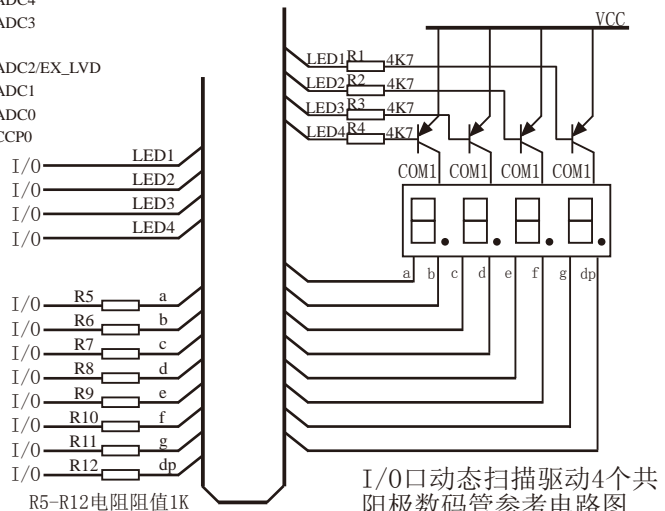 ADC4
ADC3
ADC2/EX_LVD
ADC1
ADC0
CCP0
I/O LED1
I/O LED2
I/O LED3
I/O LED4
I/O R5 a
I/O R6 b
I/O R7 c
I/O R8 d
I/O R9 e
I/O R10 f
I/O R11 g
I/O R12 dp
R5-R12电阻阻值1K
VCC
LED1 R1 4K7
LED2 R2 4K7
LED3 R3 4K7
LED4 R4 4K7
COM1 COM1 COM1 COM1
a b c d e f g dp
I/O口动态扫描驱动4个共
阳极数码管参考电路图